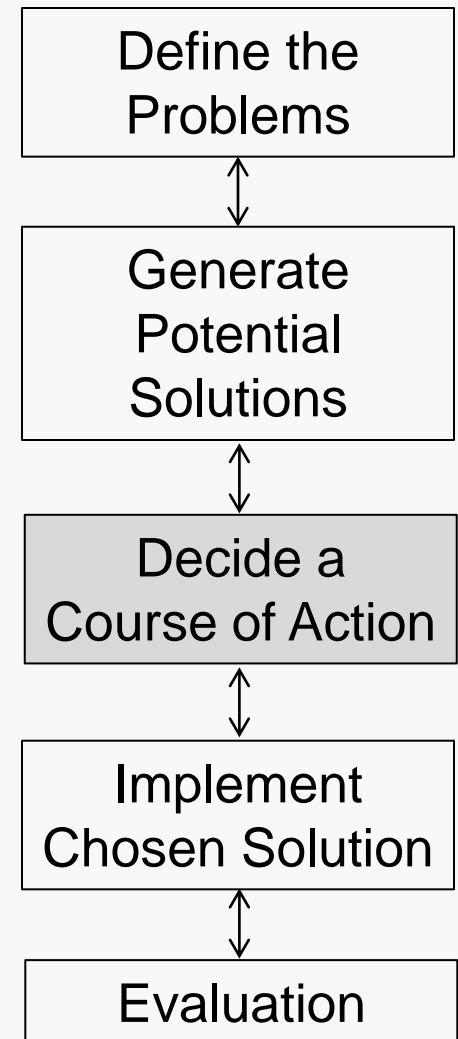 Define the
Problems
Generate
Potential
Solutions
Decide a
Course of Action
Implement
Chosen Solution
Evaluation